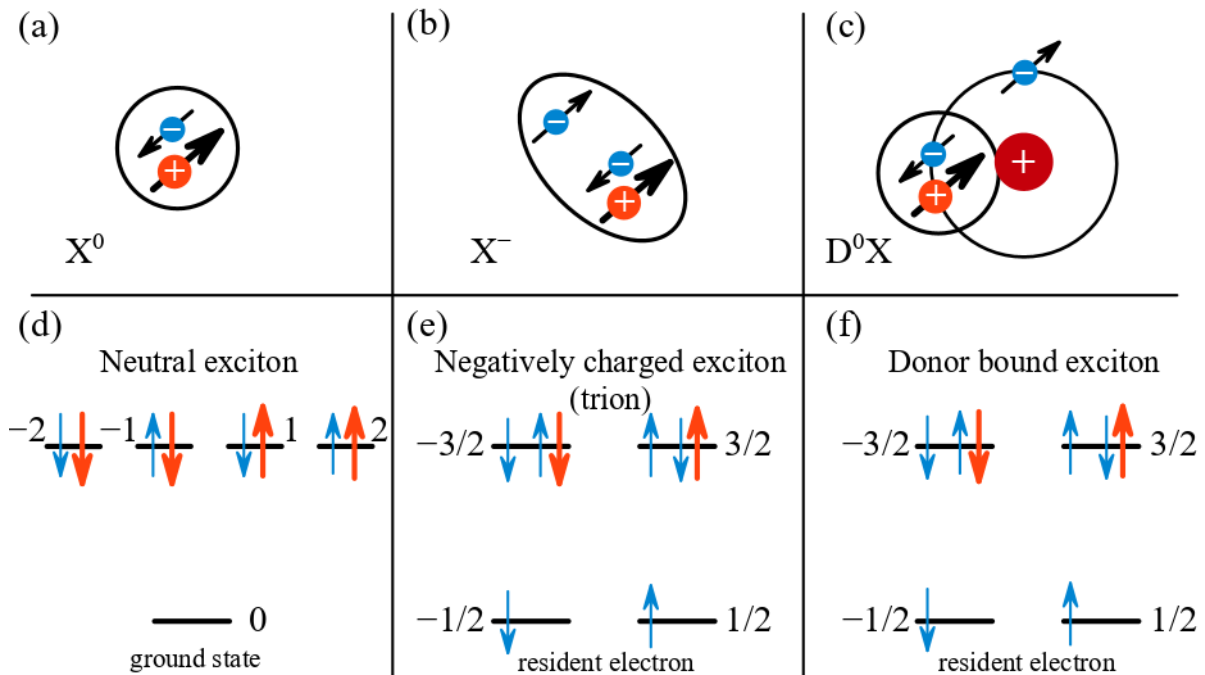 (a)
−
+
X⁰
(b)
−
−
+
X⁻
(c)
−
−
+
+
D⁰X
(d)
Neutral exciton
−2 −1 1 2
0
ground state
(e)
Negatively charged exciton
(trion)
−3/2 3/2
−1/2 1/2
resident electron
(f)
Donor bound exciton
−3/2 3/2
−1/2 1/2
resident electron